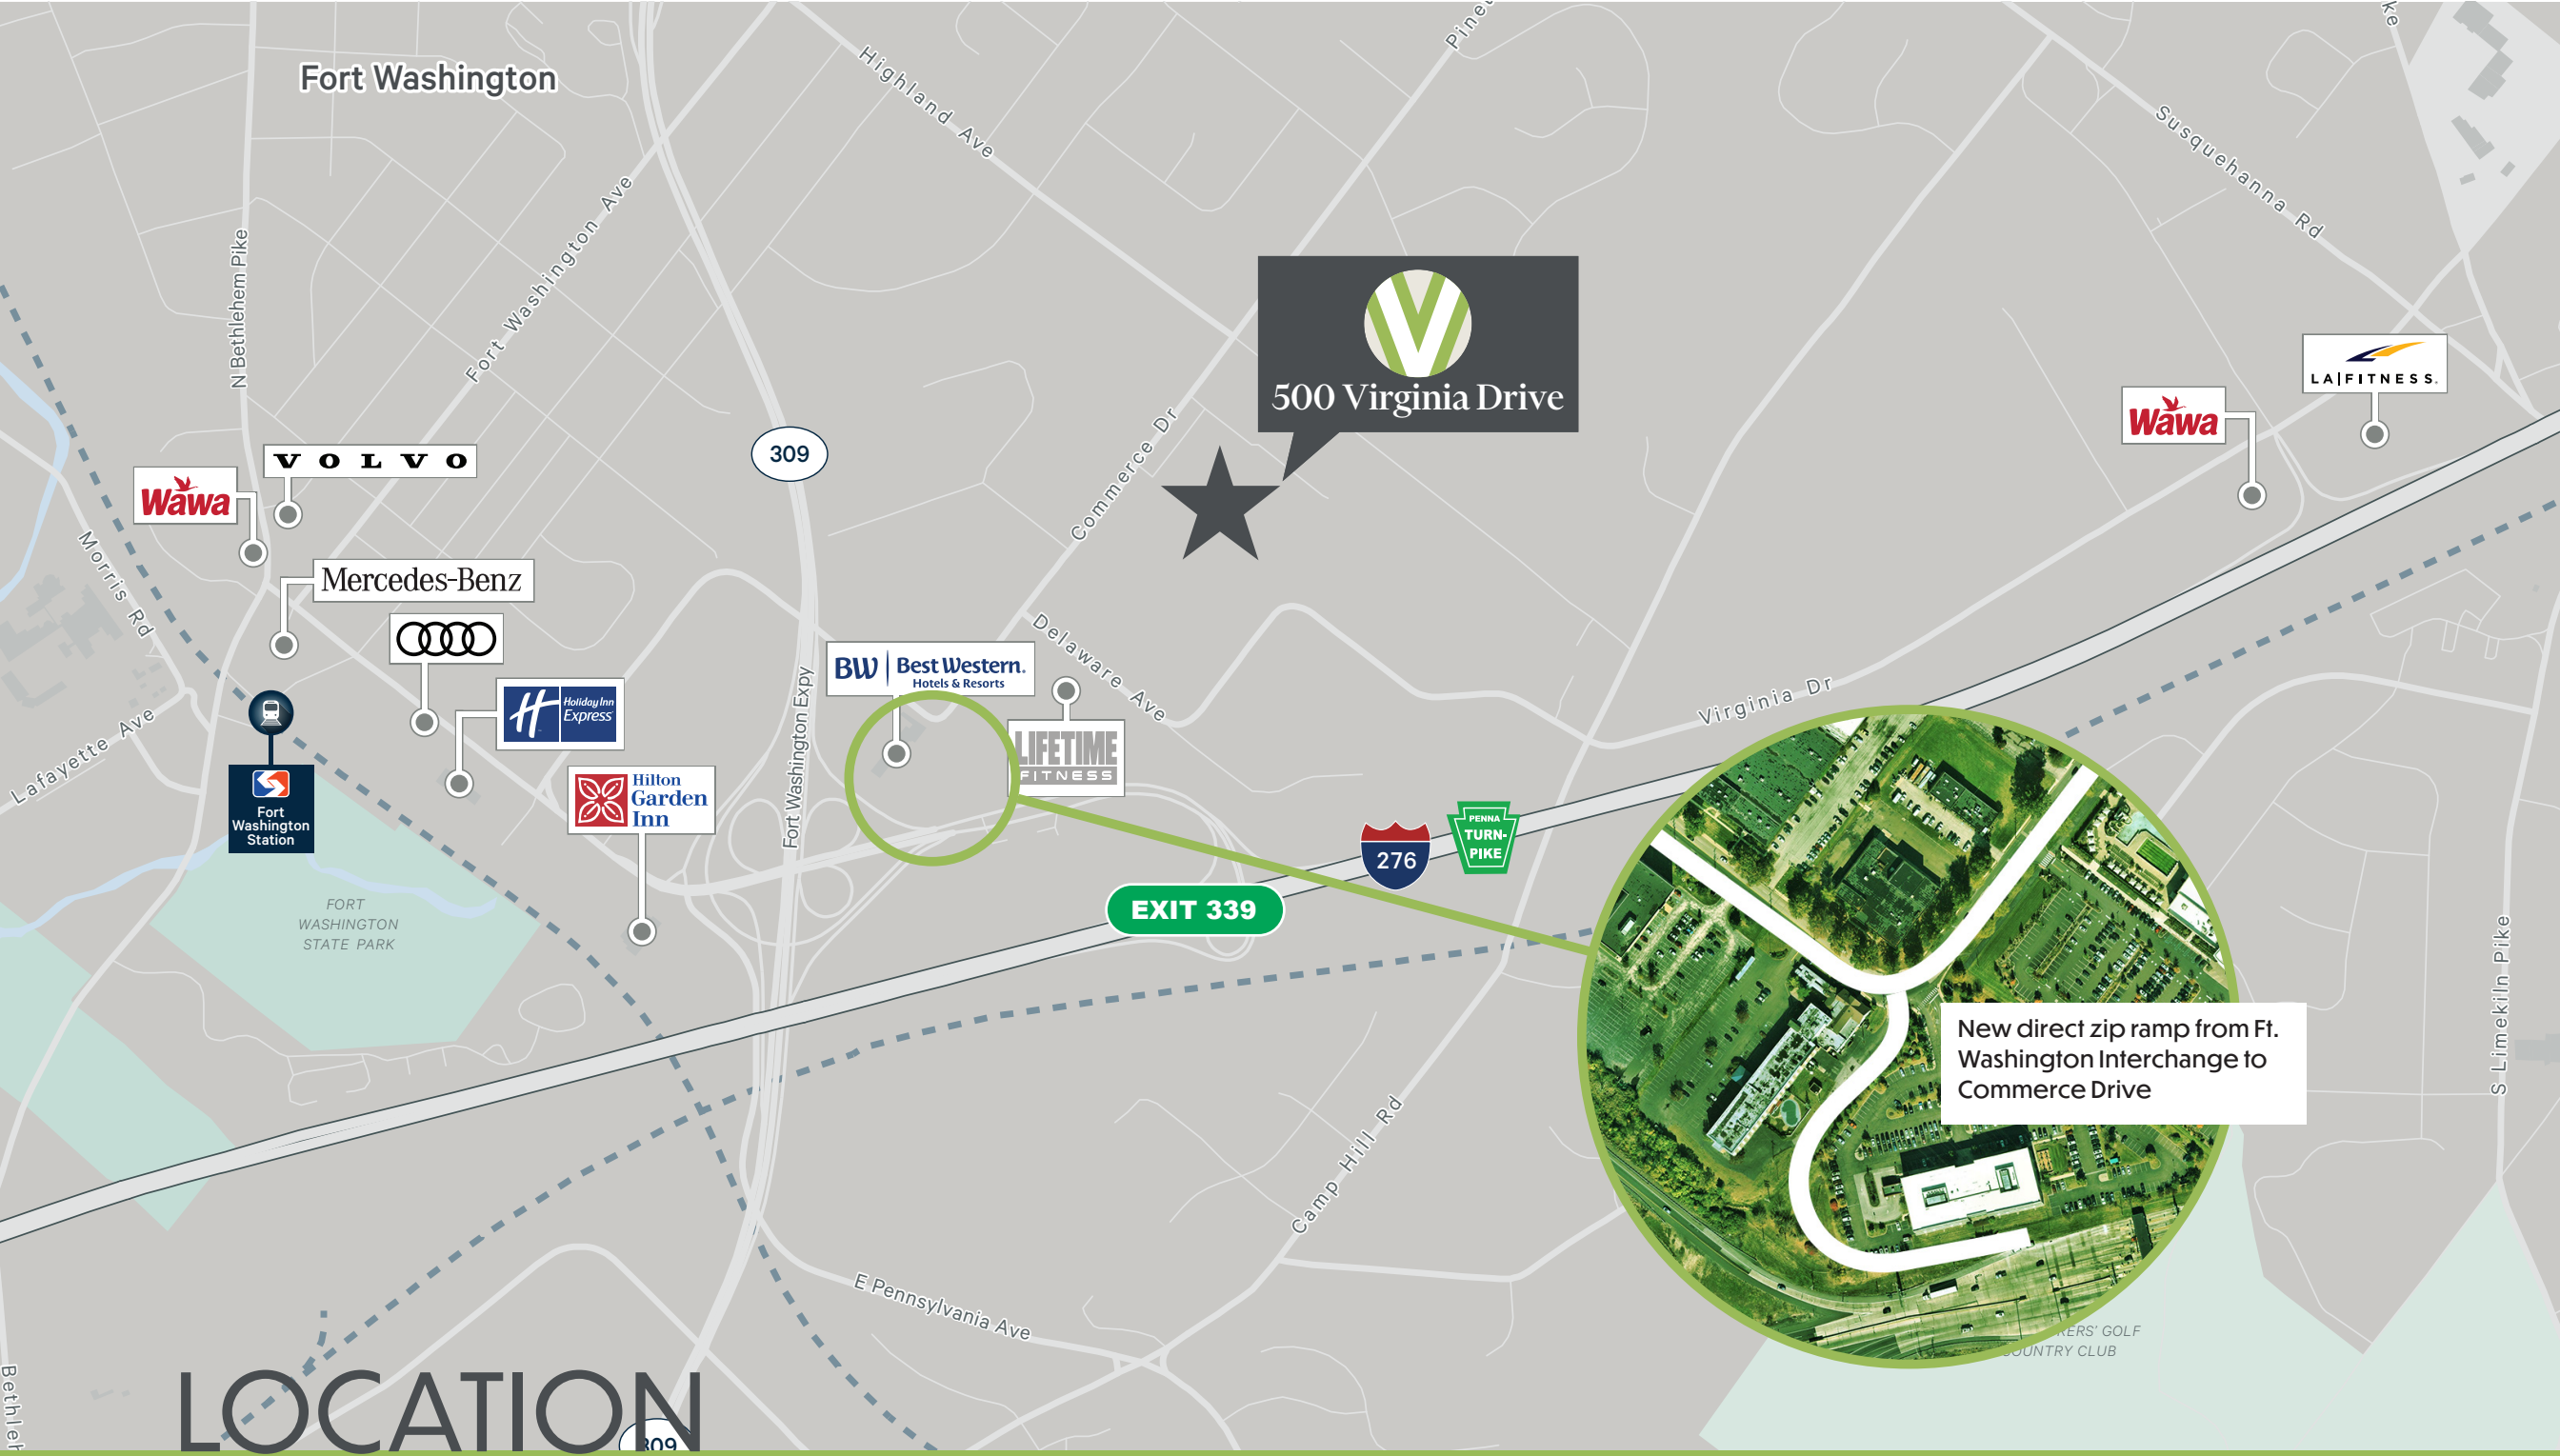 Fort Washington
Highland Ave
Susquehanna Rd
N Bethlehem Pike
Fort Washington Ave
500 Virginia Drive
LA|FITNESS.
Wawa
309
VOLVO
Wawa
Commerce Dr
Morris Rd
Mercedes-Benz
Delaware Ave
BW | Best Western.
Hotels & Resorts
Holiday Inn
Express
Virginia Dr
Lafayette Ave
Fort Washington Expy
LIFETIME
FITNESS
Hilton
Garden
Inn
Fort
Washington
Station
PENNA
TURN-
PIKE
276
EXIT 339
FORT
WASHINGTON
STATE PARK
S Limekiln Pike
New direct zip ramp from Ft.
Washington Interchange to
Commerce Drive
Camp Hill Rd
E Pennsylvania Ave
GOLF
COUNTRY CLUB
LOCATION
309